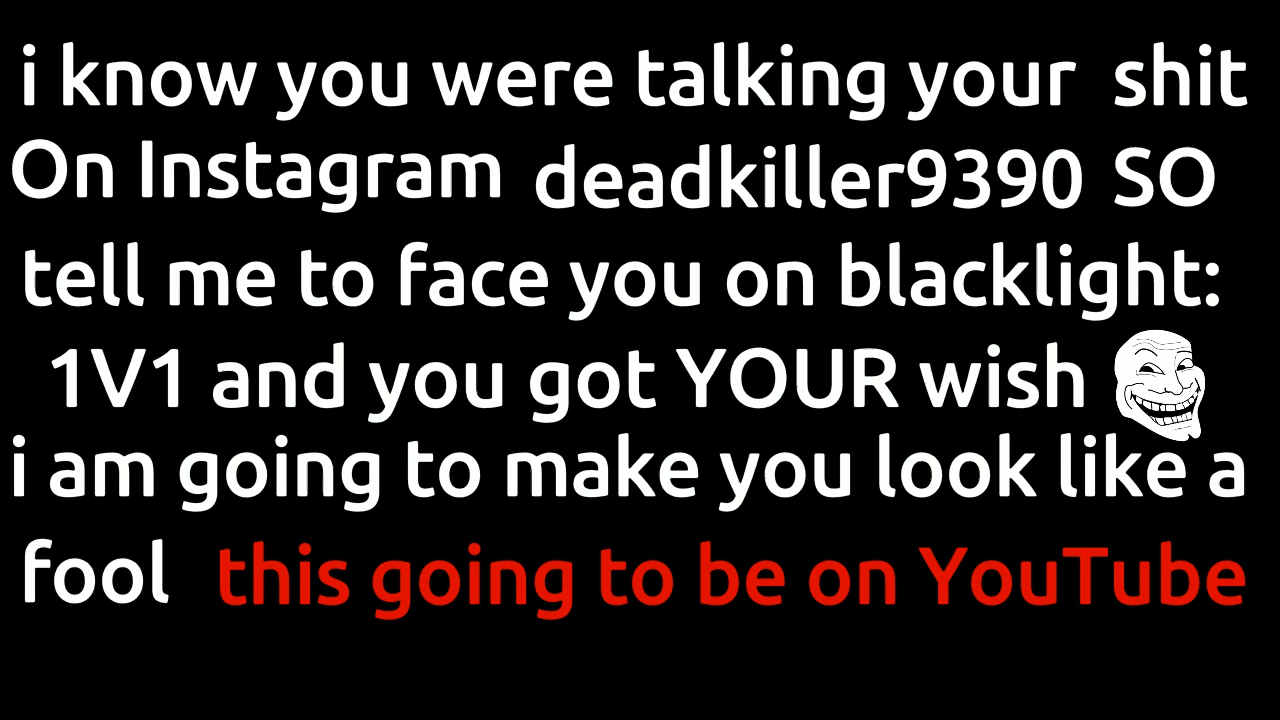 i know you were talking your shit
On Instagram deadkiller9390 SO
tell me to face you on blacklight:
1V1 and you got YOUR wish
i am going to make you look like a
fool this going to be on YouTube